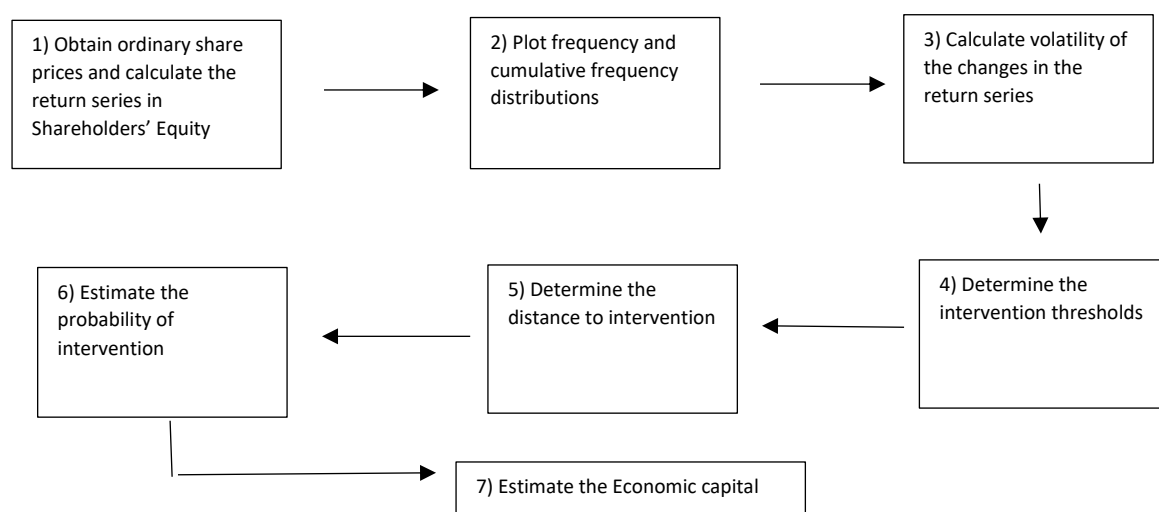 1) Obtain ordinary share
prices and calculate the
return series in
Shareholders’ Equity
2) Plot frequency and
cumulative frequency
distributions
3) Calculate volatility of
the changes in the
return series
4) Determine the
intervention thresholds
5) Determine the
distance to intervention
6) Estimate the
probability of
intervention
7) Estimate the Economic capital